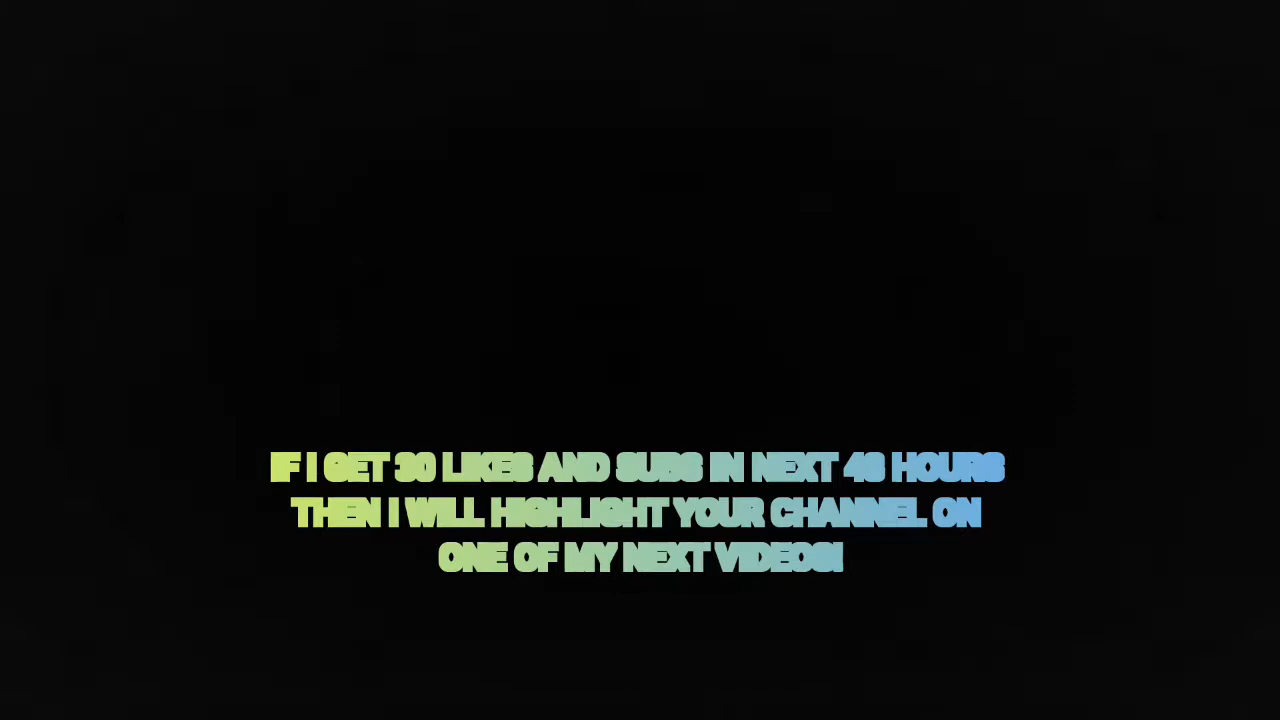 IF I GET 30 LIKES AND SUBS IN NEXT 48 HOURS
THEN I WILL HIGHLIGHT YOUR CHANNEL ON
ONE OF MY NEXT VIDEOS!